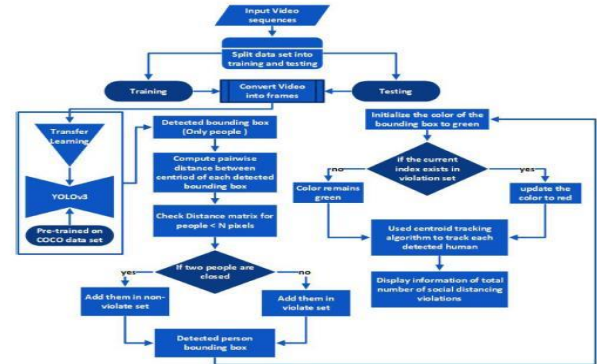 Input Video
sequences
Split data set into
training and testing
Training
Convert Video
into frames
Testing
Transfer
Learning
YOLOv3
Pre-trained on
COCO data set
Detected bounding box
(Only people )
Compute pairwise
distance between
centriod of each detected
bounding box
Check Distance matrix for
people < N pixels
If two people are
closed
yes
no
Add them in non-
violate set
Add them in
violate set
Detected person
bounding box
Initialize the color of the
bounding box to green
if the current
index exists in
violation set
no
yes
Color remains
green
update the
color to red
Used centroid tracking
algorithm to track each
detected human
Display information of total
number of social distancing
violations